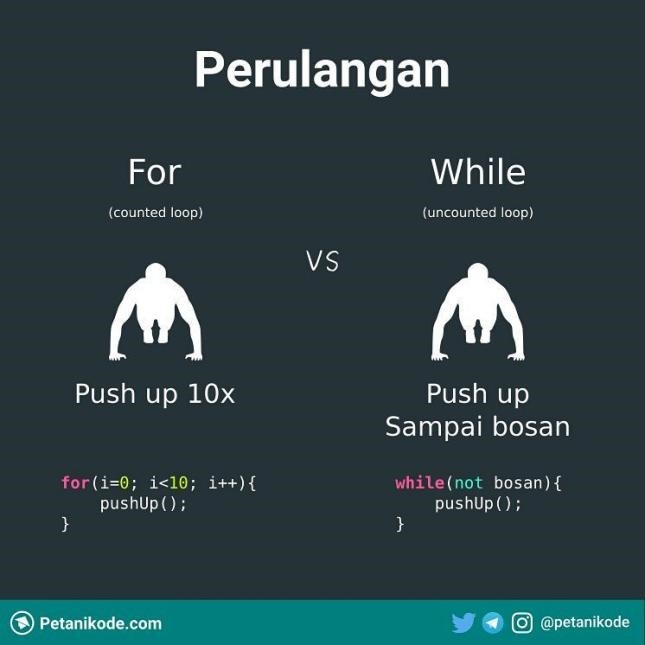 Perulangan
For
(counted loop)
VS
While
(uncounted loop)
Push up 10x
Push up
Sampai bosan
for(i=0; i<10; i++){
    pushUp();
}
while(not bosan){
    pushUp();
}
Petanikode.com
@petanikode